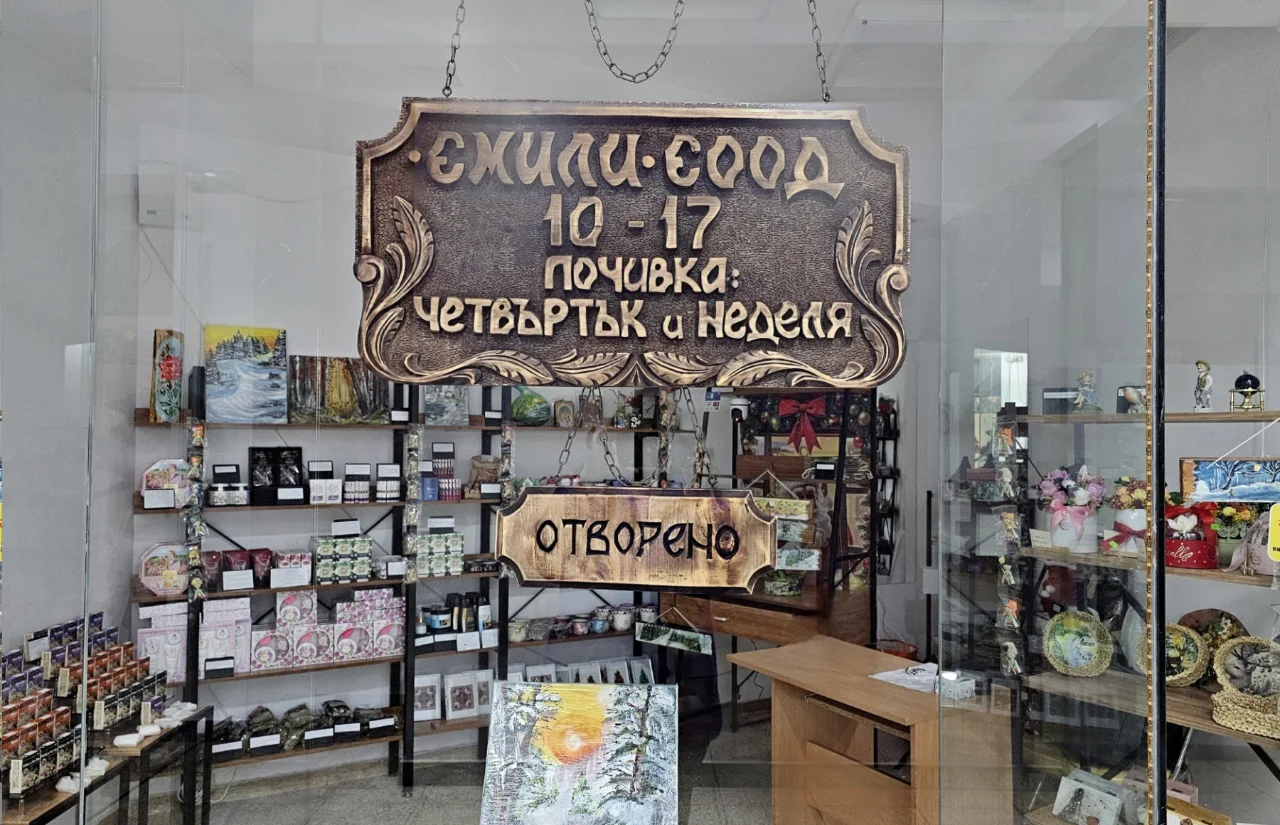 ·ЕМИЛИ·ЕООД
10 - 17
ПОЧИВКА:
ЧЕТВЪРТЪК и НЕДЕЛЯ
ОТВОРЕНО